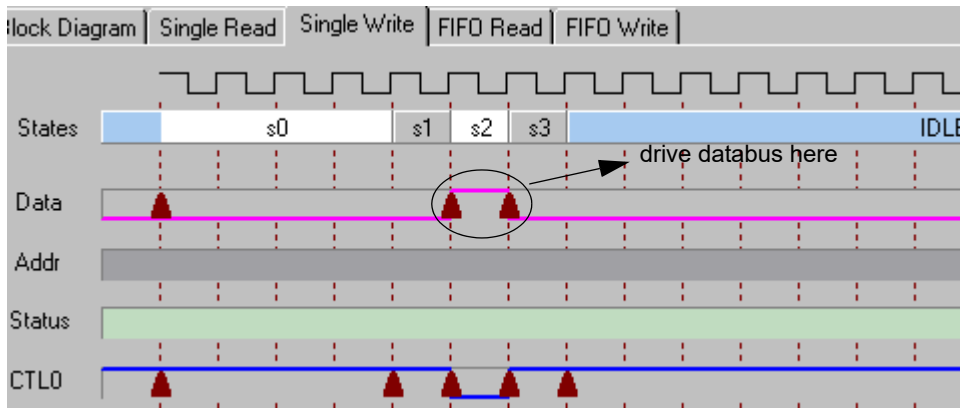 lock Diagram Single Read Single Write FIFO Read FIFO Write
States s0 s1 s2 s3 IDLE
drive databus here
Data
Addr
Status
CTL0